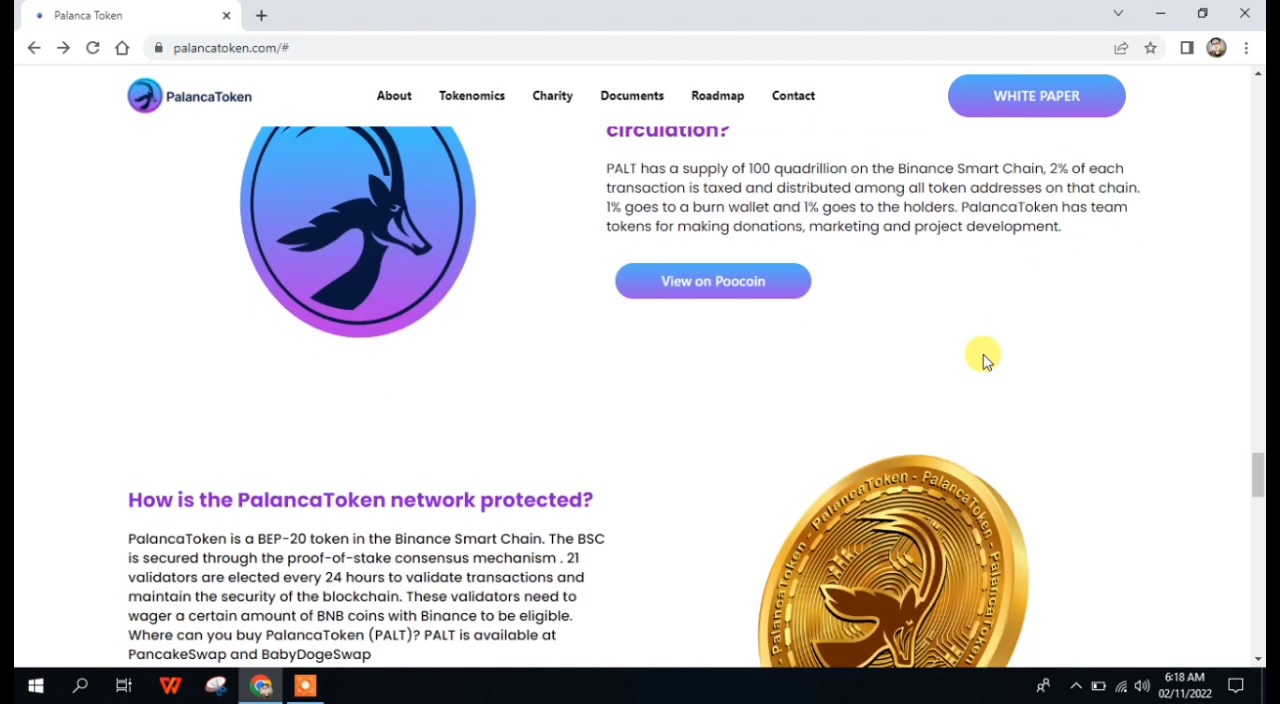 Palanca Token
palancatoken.com/#
PalancaToken
About
Tokenomics
Charity
Documents
Roadmap
Contact
WHITE PAPER
circulation?
PALT has a supply of 100 quadrillion on the Binance Smart Chain, 2% of each
transaction is taxed and distributed among all token addresses on that chain.
1% goes to a burn wallet and 1% goes to the holders. PalancaToken has team
tokens for making donations, marketing and project development.
View on Poocoin
How is the PalancaToken network protected?
PalancaToken is a BEP-20 token in the Binance Smart Chain. The BSC
is secured through the proof-of-stake consensus mechanism . 21
validators are elected every 24 hours to validate transactions and
maintain the security of the blockchain. These validators need to
wager a certain amount of BNB coins with Binance to be eligible.
Where can you buy PalancaToken (PALT)? PALT is available at
PancakeSwap and BabyDogeSwap
PalancaToken - PalancaToken - PalancaToken - PalancaToken
6:18 AM
02/11/2022